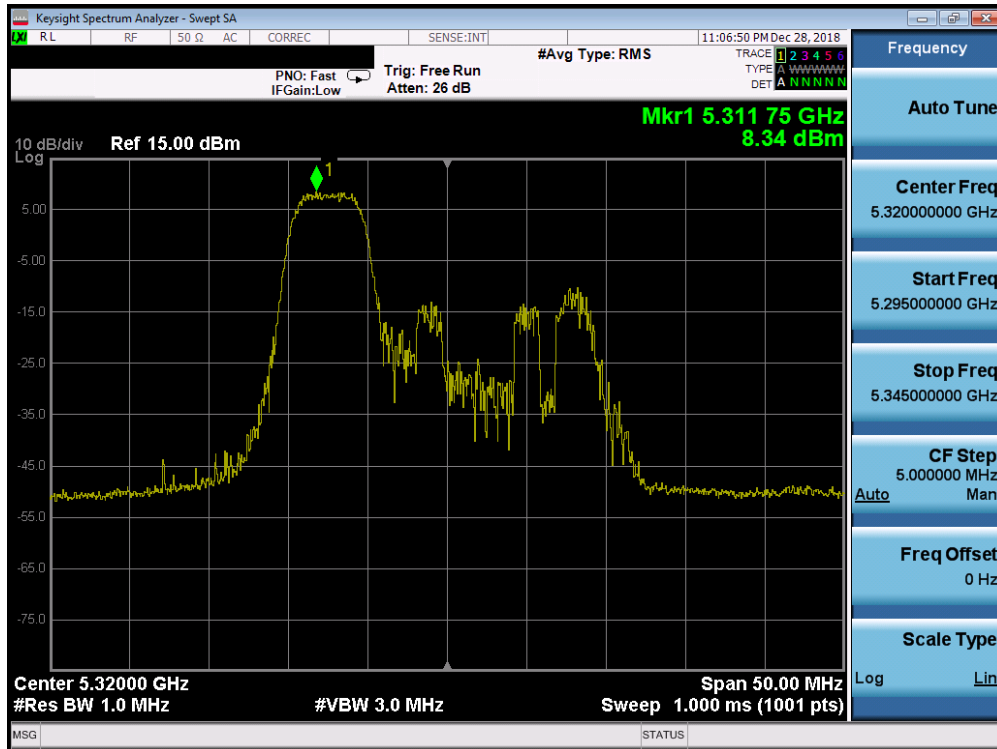 Keysight Spectrum Analyzer - Swept SA
LXI RL RF 50 Ω AC CORREC SENSE:INT 11:06:50 PM Dec 28, 2018
#Avg Type: RMS TRACE 1 2 3 4 5 6
PNO: Fast Trig: Free Run TYPE A WWWWW
IFGain:Low Atten: 26 dB DET A N N N N N
Mkr1 5.311 75 GHz
8.34 dBm
10 dB/div Ref 15.00 dBm
Log
1
5.00
-5.00
-15.0
-25.0
-35.0
-45.0
-55.0
-65.0
-75.0
Center 5.32000 GHz Span 50.00 MHz
#Res BW 1.0 MHz #VBW 3.0 MHz Sweep 1.000 ms (1001 pts)
MSG STATUS
Frequency
Auto Tune
Center Freq
5.320000000 GHz
Start Freq
5.295000000 GHz
Stop Freq
5.345000000 GHz
CF Step
5.000000 MHz
Auto Man
Freq Offset
0 Hz
Scale Type
Log Lin